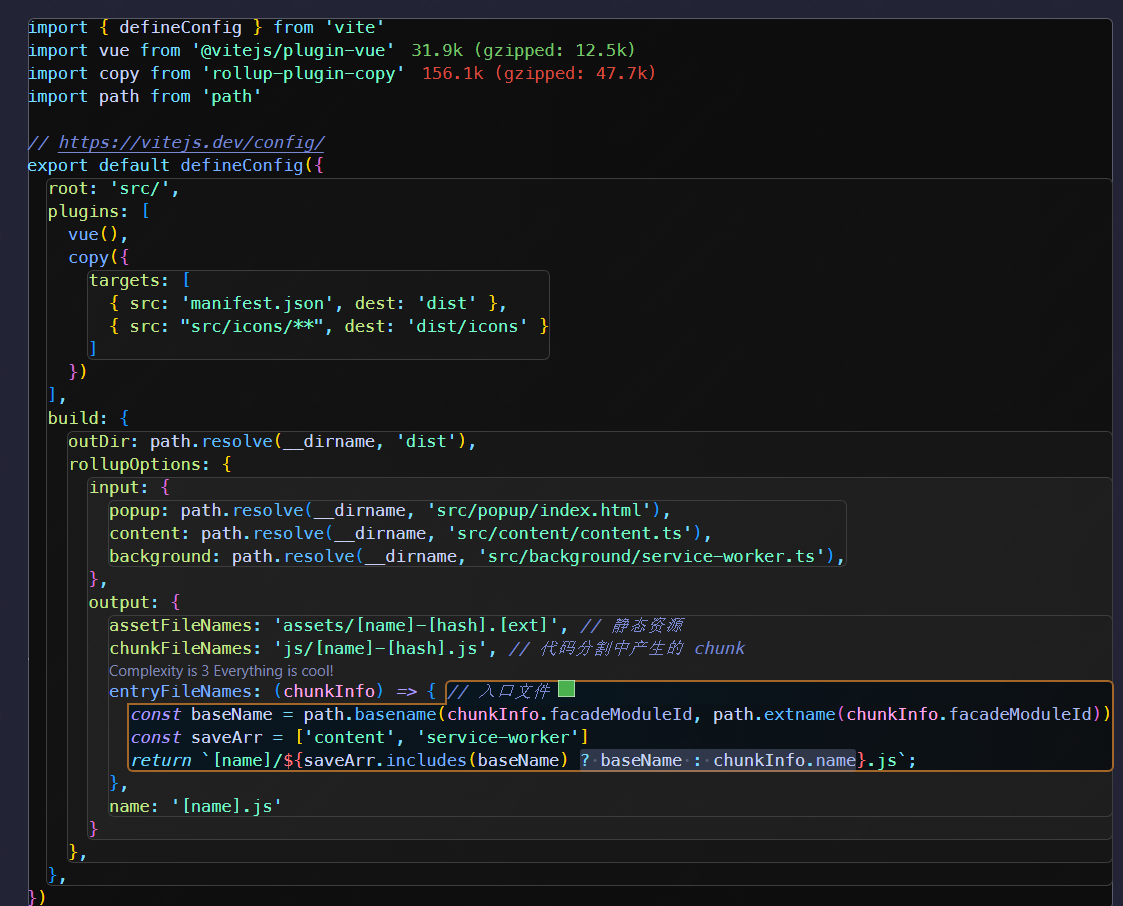 import { defineConfig } from 'vite'
import vue from '@vitejs/plugin-vue' 31.9k (gzipped: 12.5k)
import copy from 'rollup-plugin-copy' 156.1k (gzipped: 47.7k)
import path from 'path'
// https://vitejs.dev/config/
export default defineConfig({
  root: 'src/',
  plugins: [
    vue(),
    copy({
      targets: [
        { src: 'manifest.json', dest: 'dist' },
        { src: "src/icons/**", dest: 'dist/icons' }
      ]
    })
  ],
  build: {
    outDir: path.resolve(__dirname, 'dist'),
    rollupOptions: {
      input: {
        popup: path.resolve(__dirname, 'src/popup/index.html'),
        content: path.resolve(__dirname, 'src/content/content.ts'),
        background: path.resolve(__dirname, 'src/background/service-worker.ts'),
      },
      output: {
        assetFileNames: 'assets/[name]-[hash].[ext]', // 静态资源
        chunkFileNames: 'js/[name]-[hash].js', // 代码分割中产生的 chunk
        Complexity is 3 Everything is cool!
        entryFileNames: (chunkInfo) => { // 入口文件
          const baseName = path.basename(chunkInfo.facadeModuleId, path.extname(chunkInfo.facadeModuleId))
          const saveArr = ['content', 'service-worker']
          return `[name]/${saveArr.includes(baseName) ? baseName : chunkInfo.name}.js`;
        },
        name: '[name].js'
      }
    },
  },
})